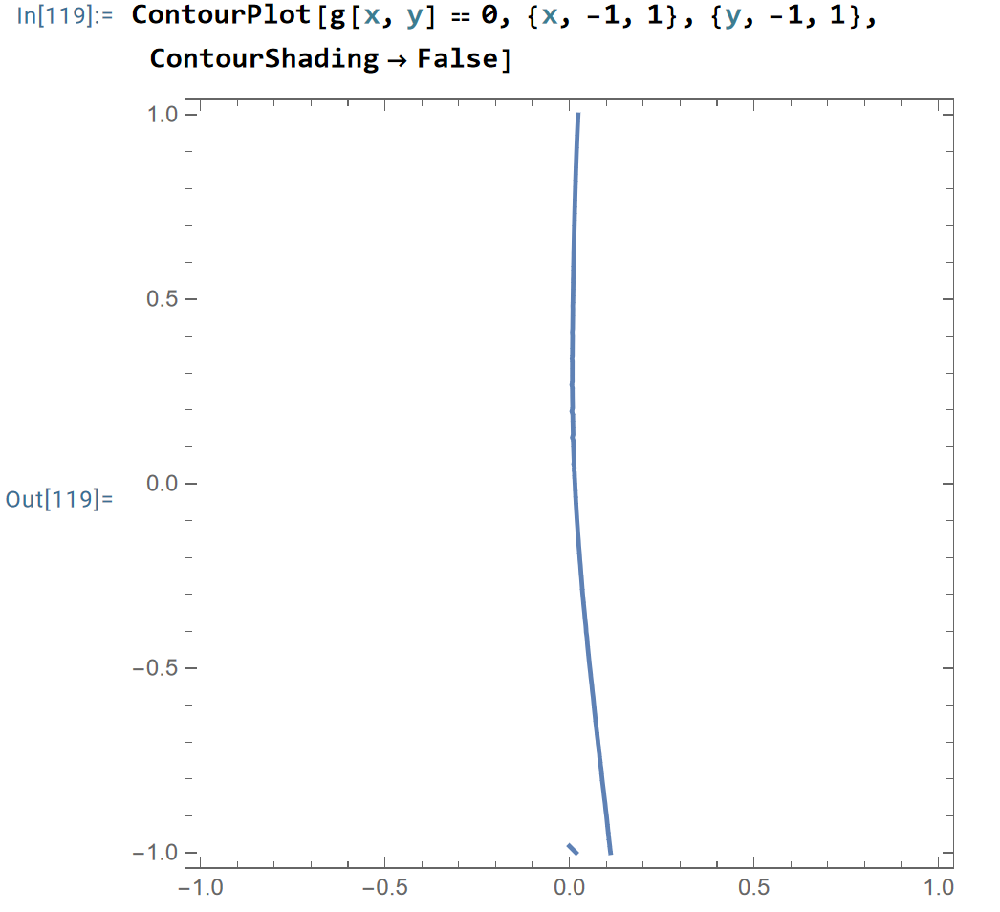 In[119]:= ContourPlot[g[x, y] == 0, {x, -1, 1}, {y, -1, 1},
ContourShading → False]
1.0
0.5
0.0
Out[119]=
-0.5
-1.0
-1.0 -0.5 0.0 0.5 1.0